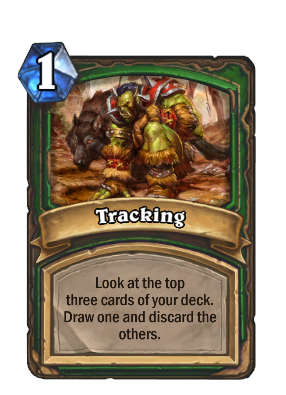 1
Tracking
Look at the top
three cards of your deck.
Draw one and discard the
others.